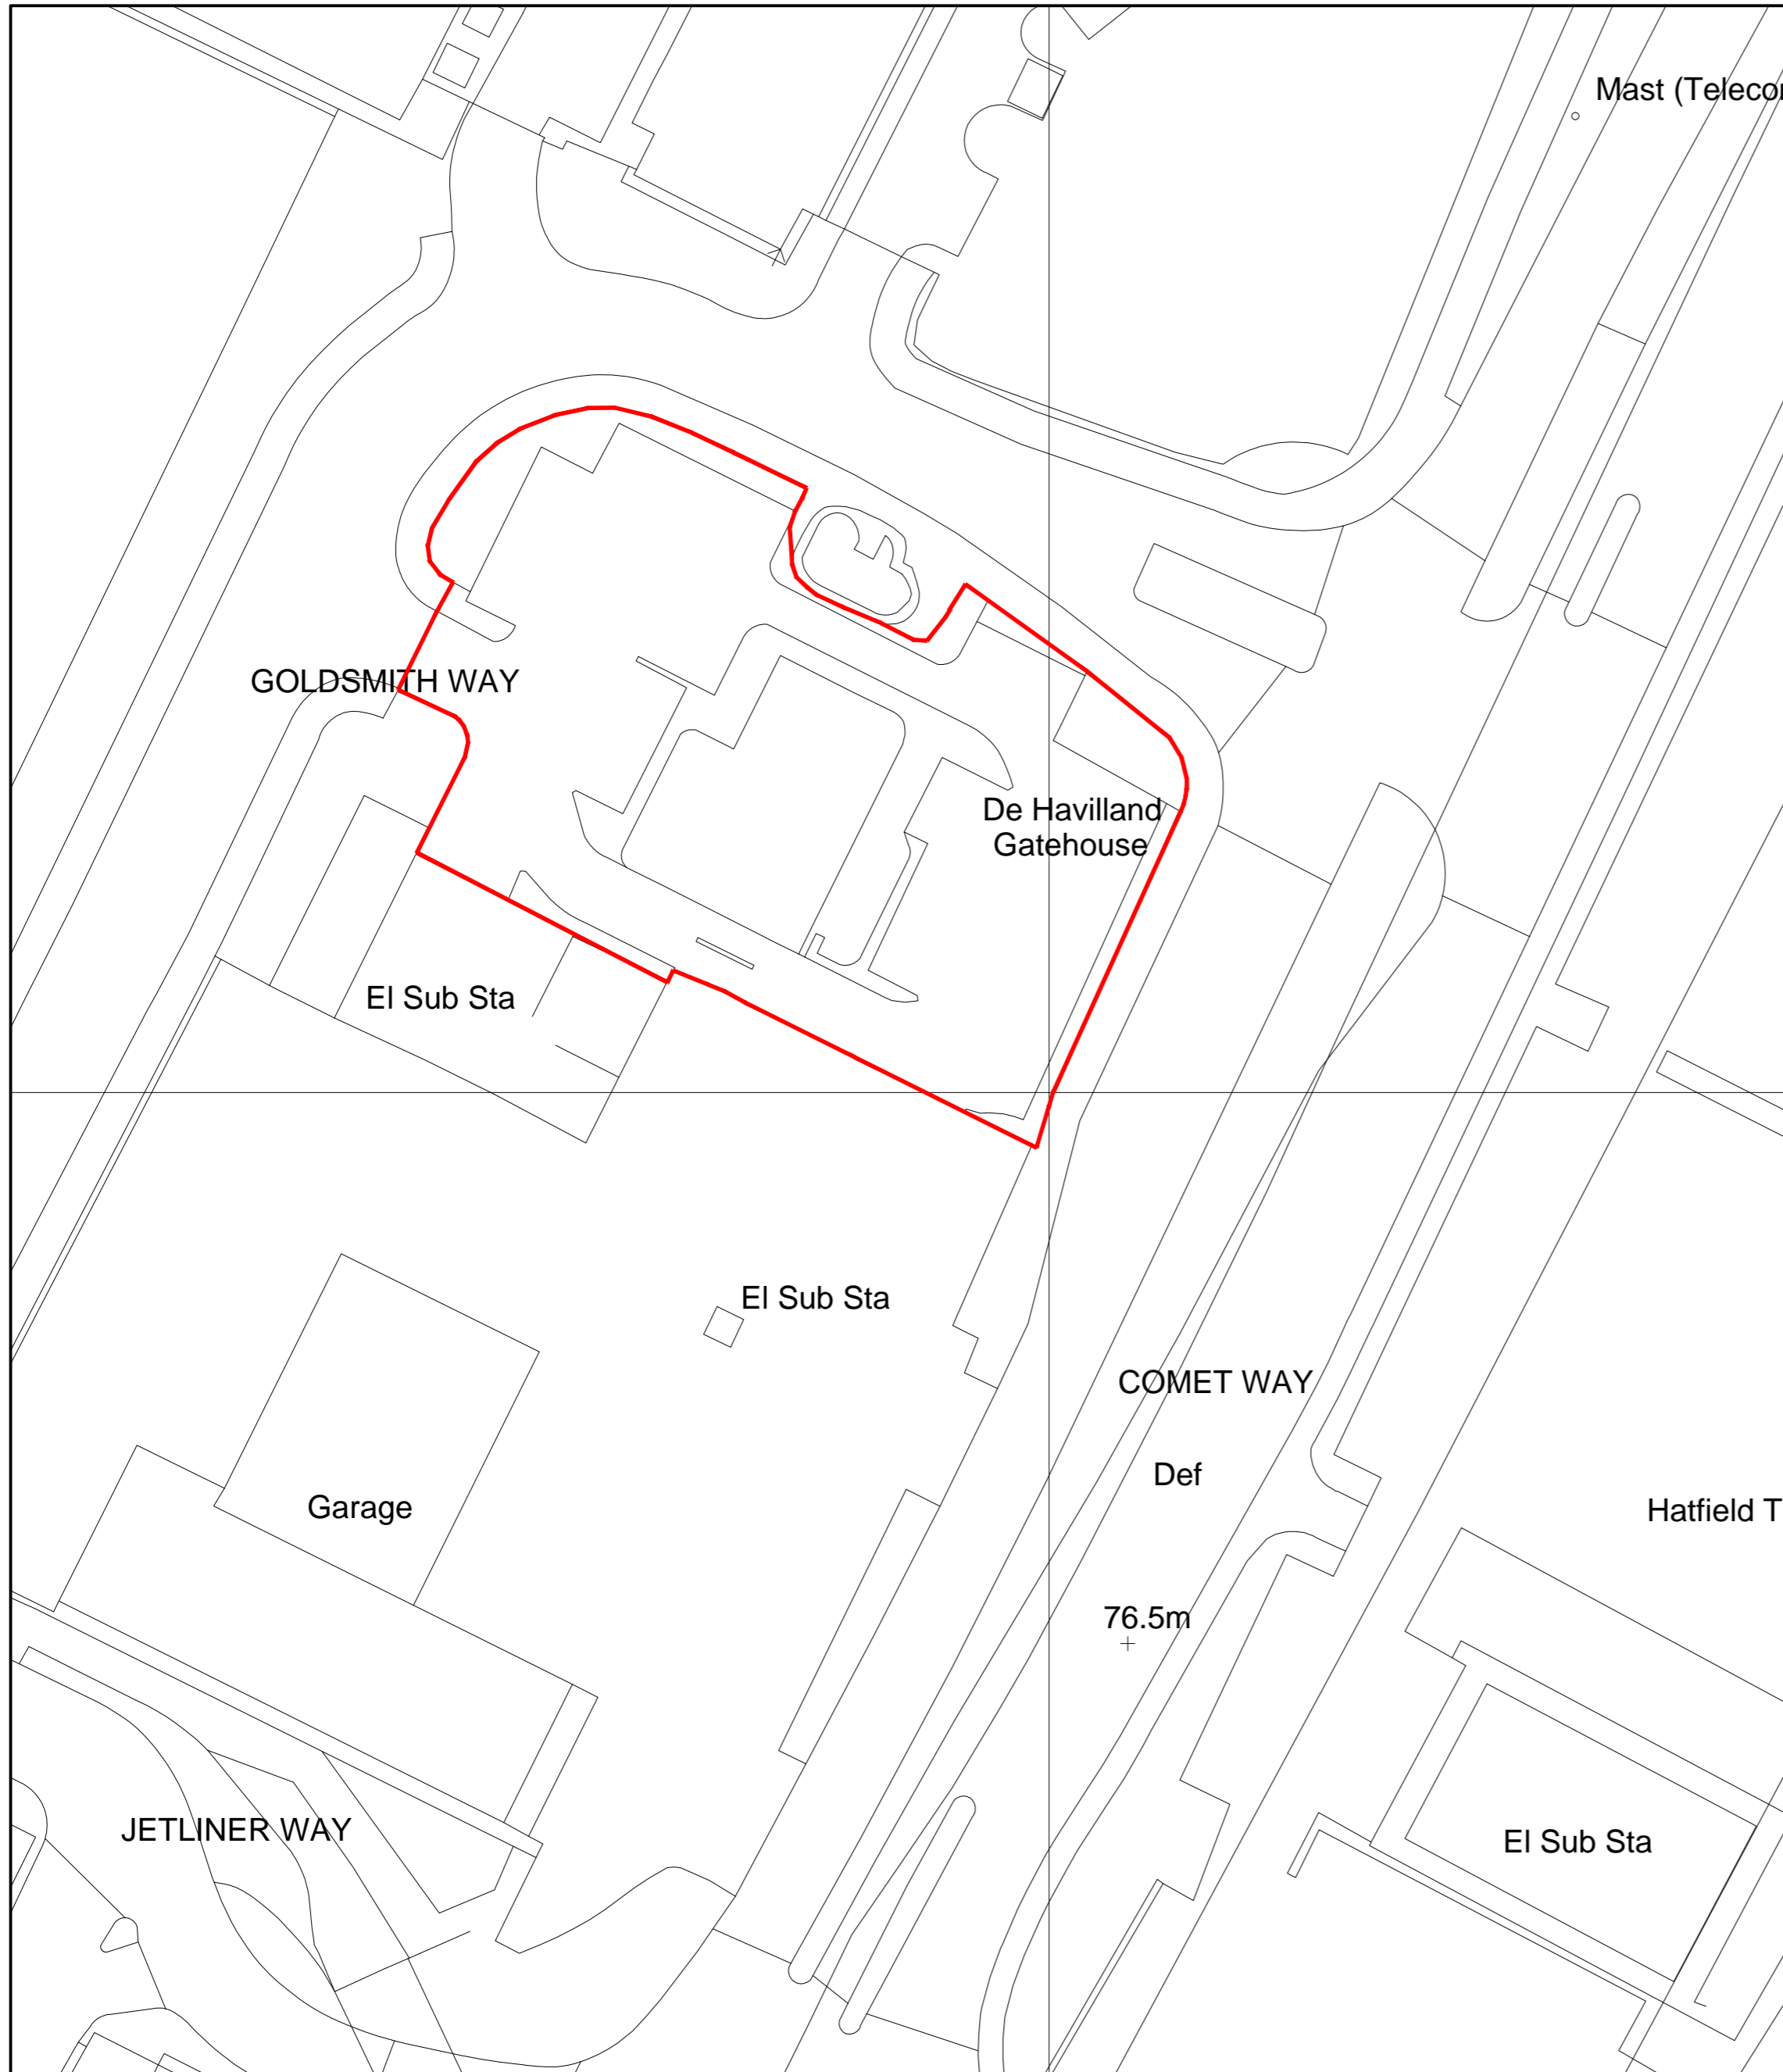 Mast (Telecom
GOLDSMITH WAY
De Havilland
Gatehouse
El Sub Sta
El Sub Sta
COMET WAY
Def
Garage
Hatfield T
76.5m
JETLINER WAY
El Sub Sta